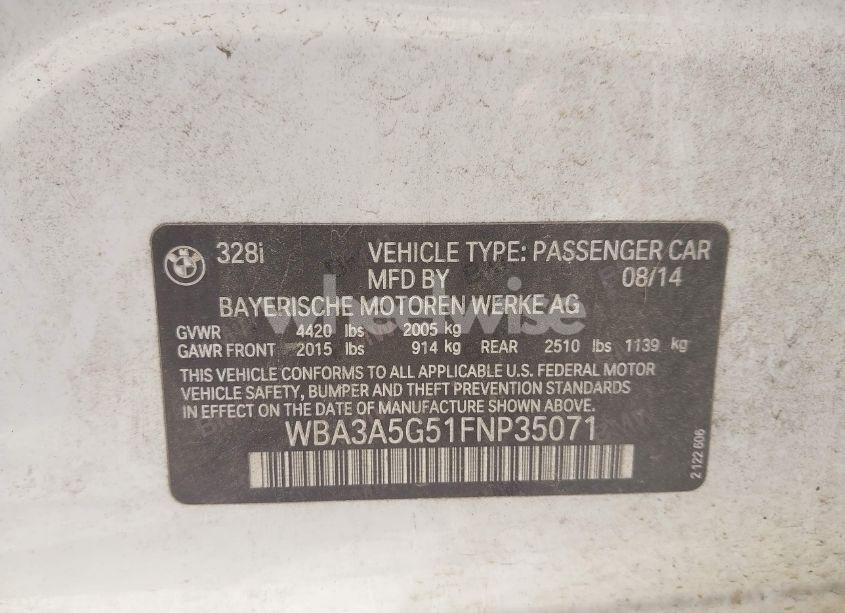 328i VEHICLE TYPE: PASSENGER CAR
MFD BY 08/14
BAYERISCHE MOTOREN WERKE AG
GVWR 4420 lbs 2005 kg
GAWR FRONT 2015 lbs 914 kg REAR 2510 lbs 1139 kg
THIS VEHICLE CONFORMS TO ALL APPLICABLE U.S. FEDERAL MOTOR
VEHICLE SAFETY, BUMPER AND THEFT PREVENTION STANDARDS
IN EFFECT ON THE DATE OF MANUFACTURE SHOWN ABOVE.
WBA3A5G51FNP35071
2 122 606
wheelwise